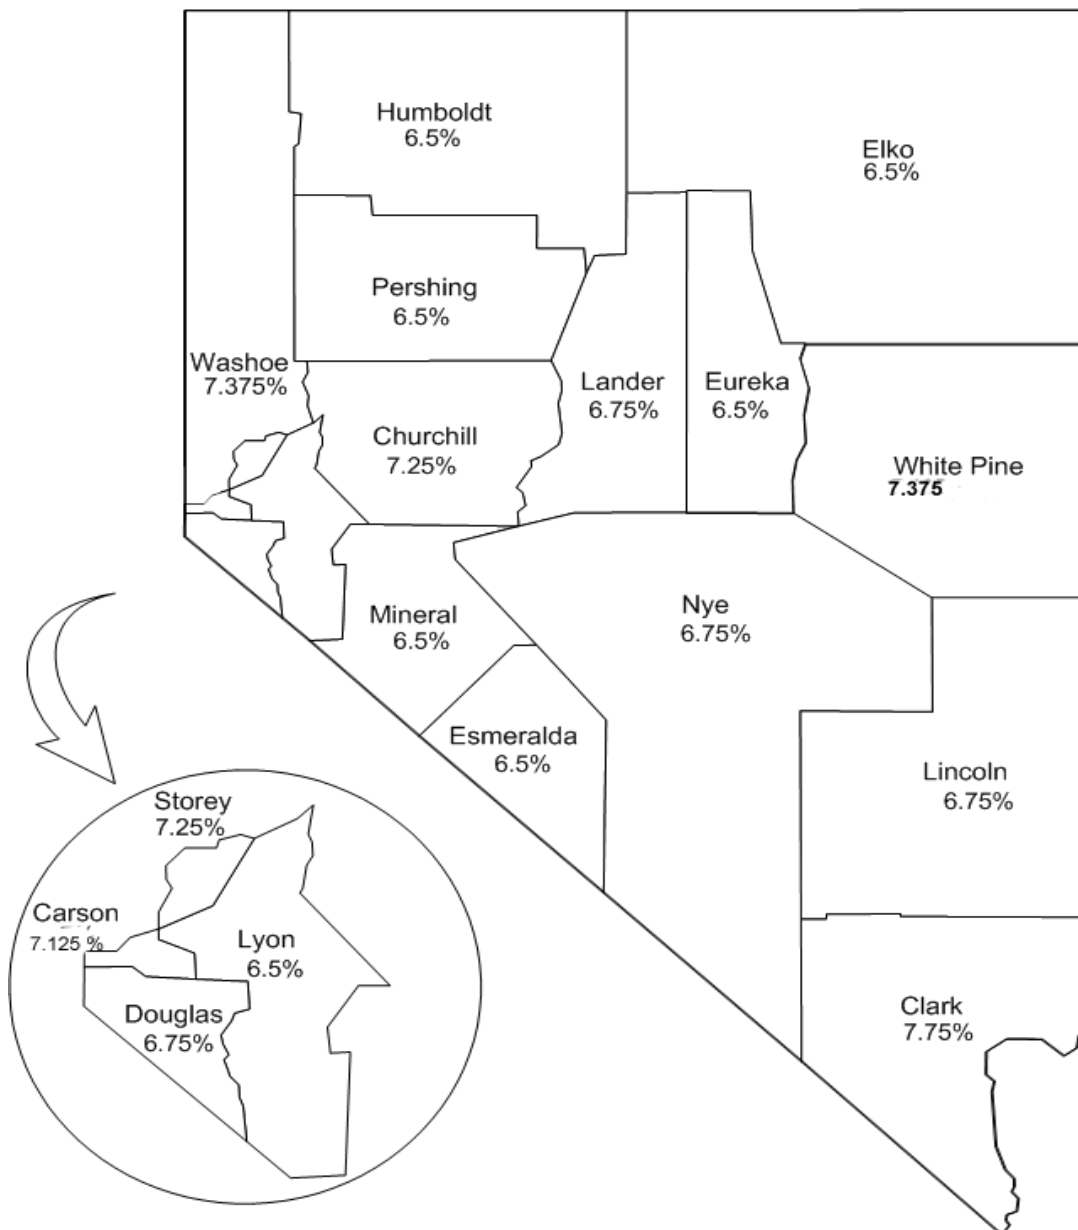 Humboldt
6.5%
Elko
6.5%
Pershing
6.5%
Washoe
7.375%
Lander
6.75%
Eureka
6.5%
Churchill
7.25%
White Pine
7.375
Mineral
6.5%
Nye
6.75%
Esmeralda
6.5%
Lincoln
6.75%
Storey
7.25%
Carson
7.125 %
Lyon
6.5%
Douglas
6.75%
Clark
7.75%